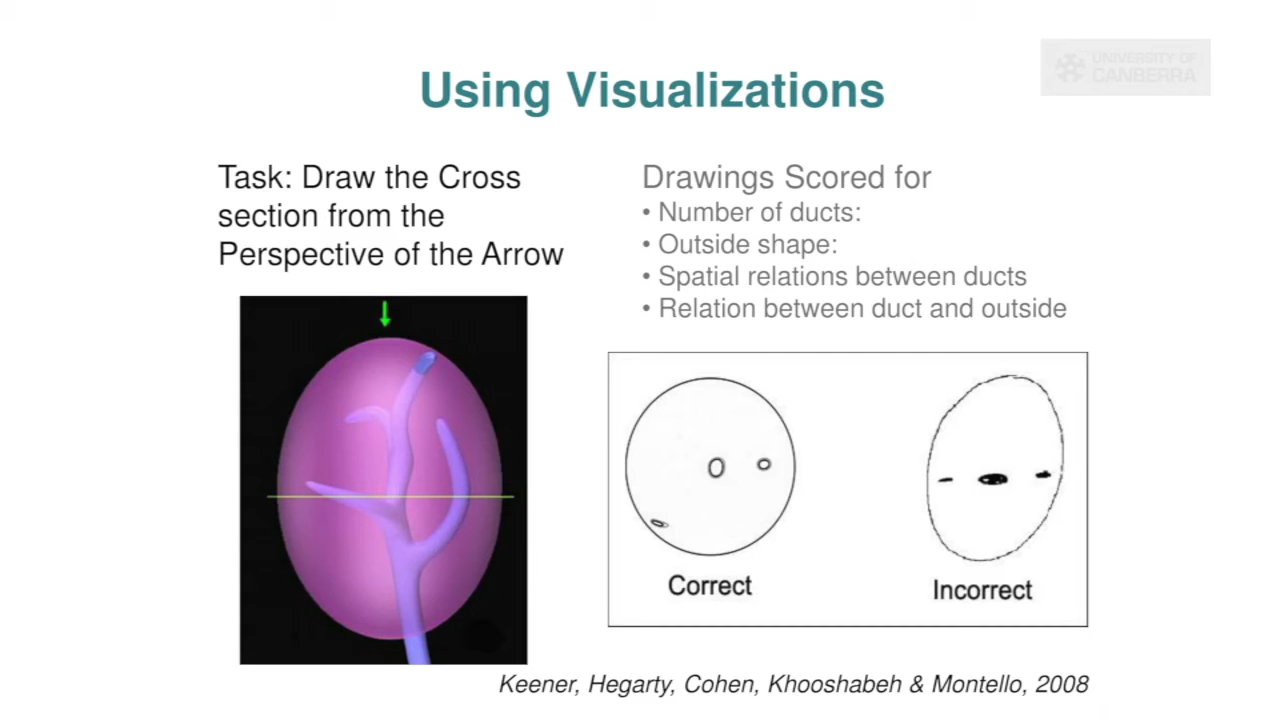 UNIVERSITY OF
CANBERRA
Using Visualizations
Task: Draw the Cross
section from the
Perspective of the Arrow
Drawings Scored for
• Number of ducts:
• Outside shape:
• Spatial relations between ducts
• Relation between duct and outside
Correct
Incorrect
Keener, Hegarty, Cohen, Khooshabeh & Montello, 2008